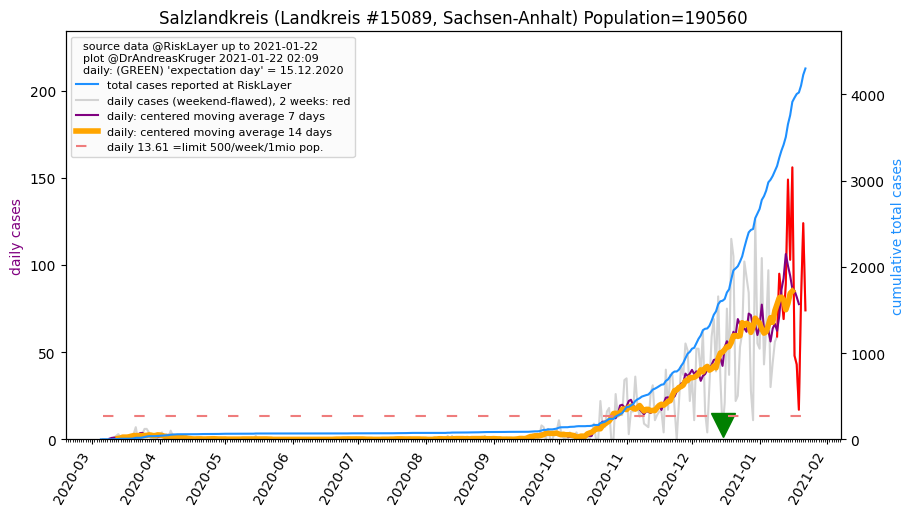 Salzlandkreis (Landkreis #15089, Sachsen-Anhalt) Population=190560
source data @RiskLayer up to 2021-01-22
plot @DrAndreasKruger 2021-01-22 02:09
daily: (GREEN) 'expectation day' = 15.12.2020
total cases reported at RiskLayer
daily cases (weekend-flawed), 2 weeks: red
daily: centered moving average 7 days
daily: centered moving average 14 days
daily 13.61 =limit 500/week/1mio pop.
daily cases
200
150
100
50
0
cumulative total cases
4000
3000
2000
1000
0
2020-03
2020-04
2020-05
2020-06
2020-07
2020-08
2020-09
2020-10
2020-11
2020-12
2021-01
2021-02